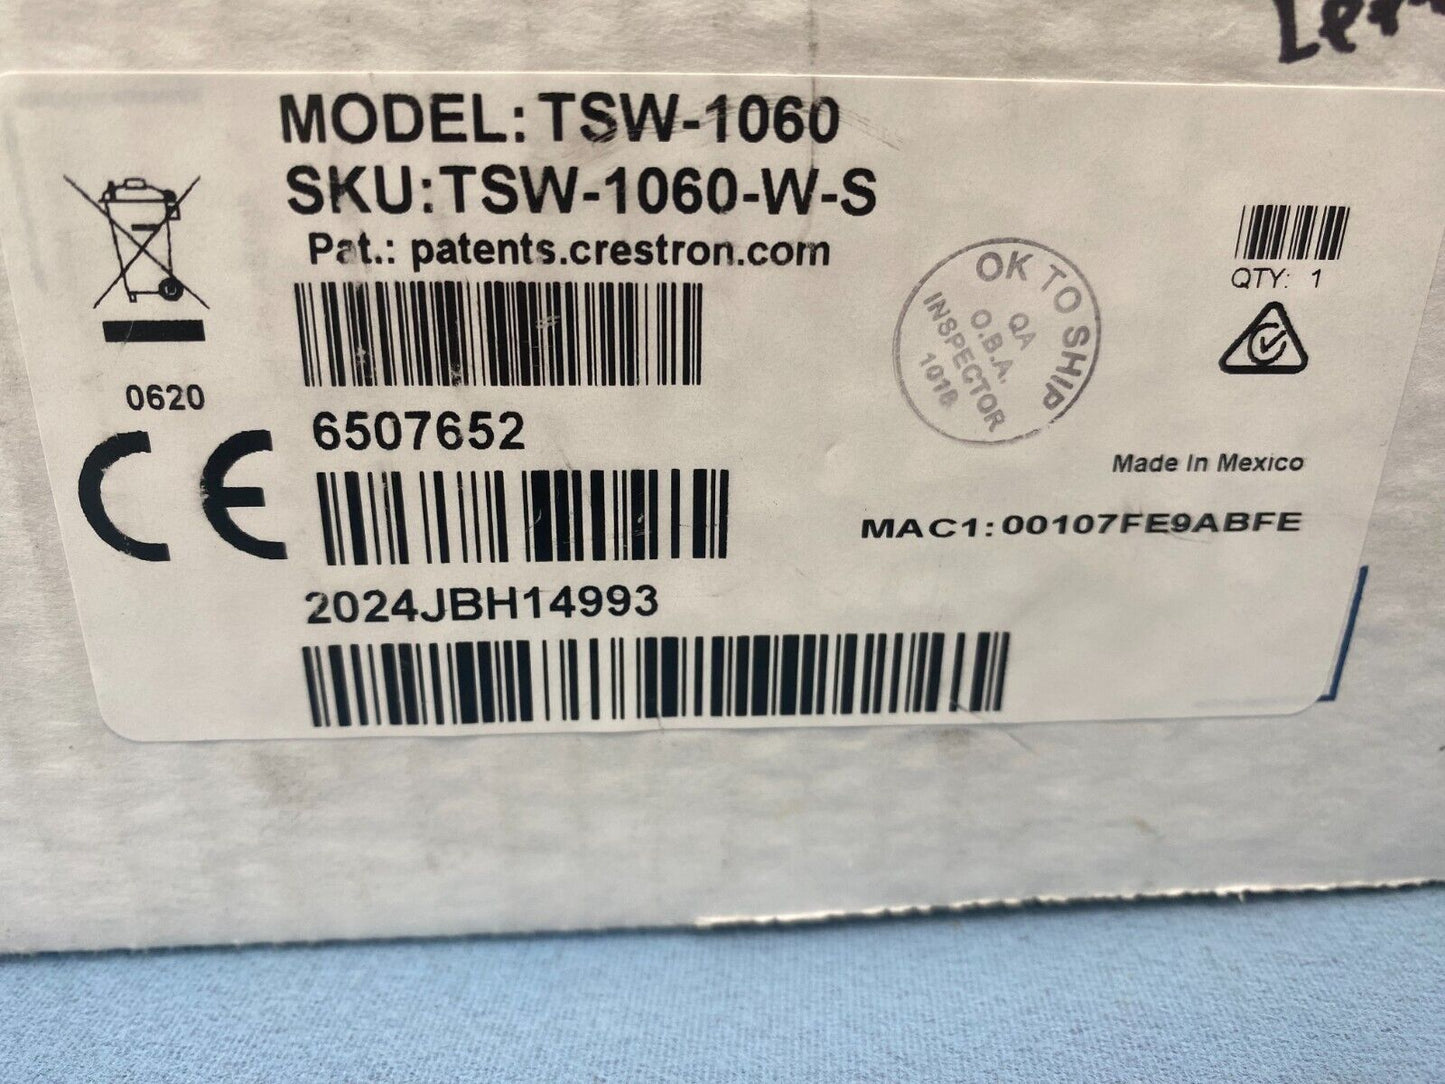 MODEL: TSW-1060
SKU:TSW-1060-W-S
Pat.: patents.crestron.com
0620
CE
6507652
2024JBH14993
OK TO SHIP
QA
O.B.A.
INSPECTOR
1018
QTY: 1
Made In Mexico
MAC1: 00107FE9ABFE